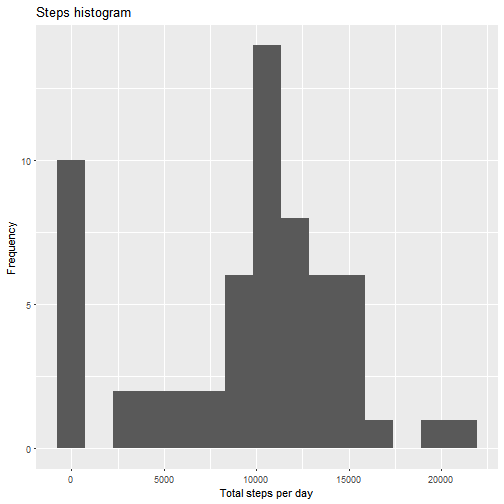 Steps histogram
Frequency
10
5
0
0 5000 10000 15000 20000
Total steps per day